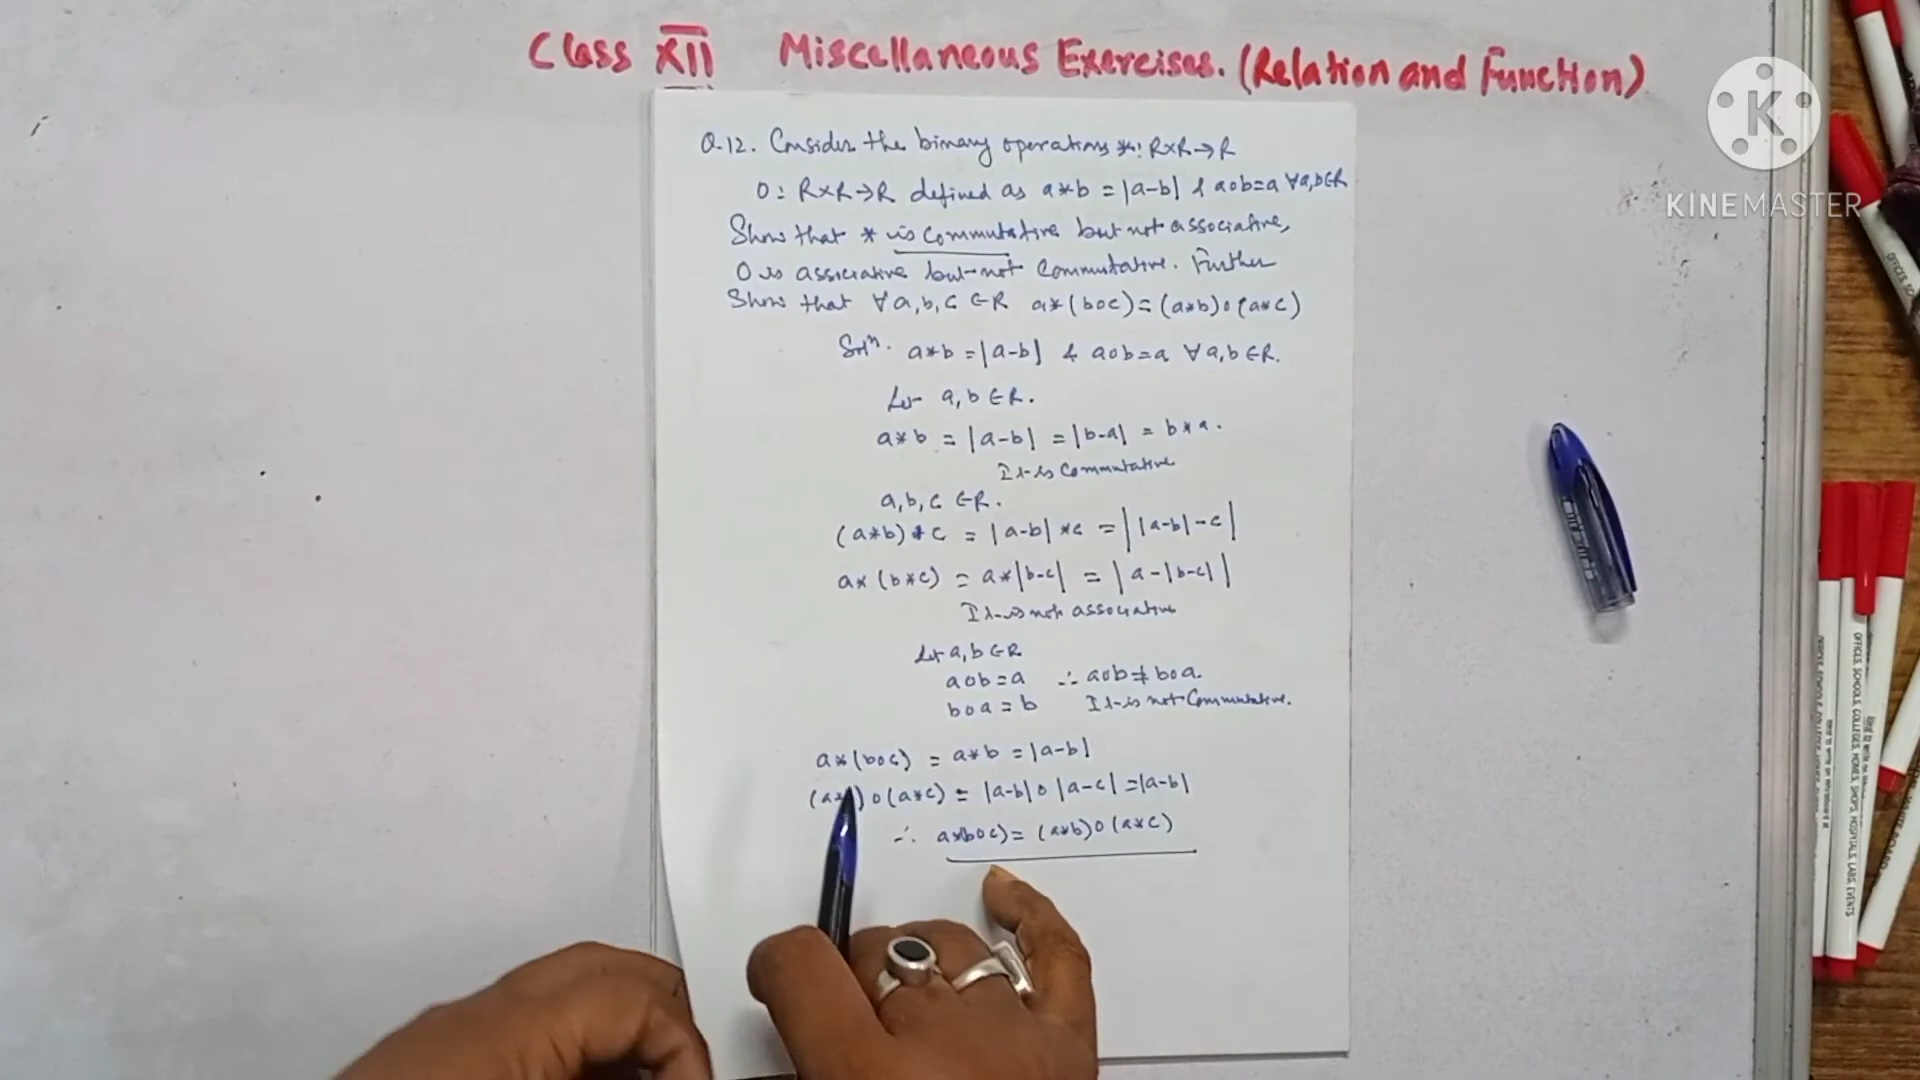 Class XII Miscellaneous Exercises. (Relation and Function)
K
KINEMASTER
Q.12. Consider the binary operations *: R×R→R
O: R×R→R defined as a*b = |a-b| & aob=a ∀a,b∈R
Show that * is commutative but not associative,
O is associative but not commutative. Further
Show that ∀ a,b,c ∈R a*(boc) = (a*b)o(a*c)
Solⁿ. a*b = |a-b| & aob=a ∀a,b∈R.
Let a,b∈R.
a*b = |a-b| = |b-a| = b*a.
It is Commutative
a,b,c ∈R.
(a*b)*c = |a-b|*c = ||a-b|-c|
a*(b*c) = a*|b-c| = |a-|b-c||
It is not associative
Let a,b∈R
aob=a ∴ aob≠boa.
boa=b It is not Commutative.
a*(boc) = a*b = |a-b|
(a* )o(a*c) = |a-b|o|a-c| = |a-b|
∴ a*boc) = (a*b)o(a*c)